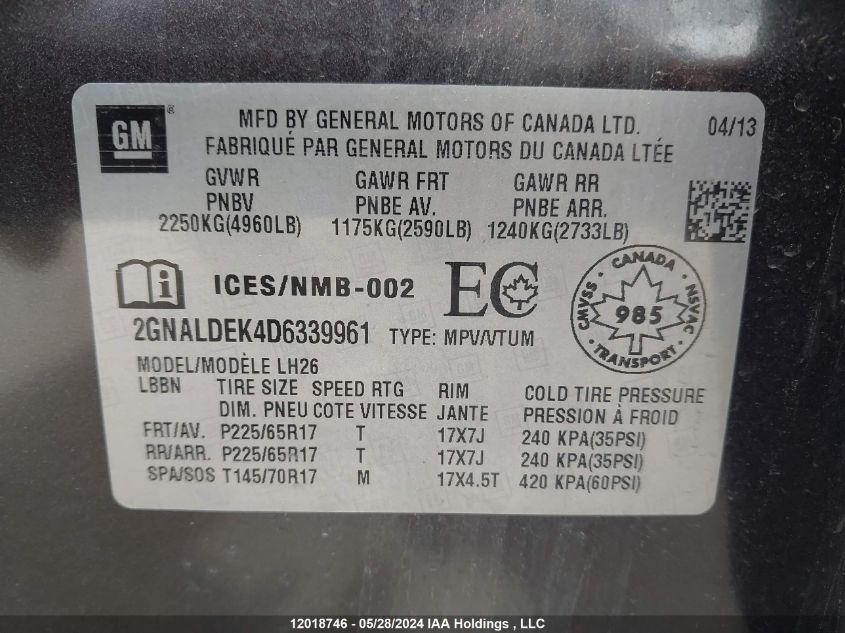 GM ®
MFD BY GENERAL MOTORS OF CANADA LTD. 04/13
FABRIQUÉ PAR GENERAL MOTORS DU CANADA LTÉE
GVWR GAWR FRT GAWR RR
PNBV PNBE AV. PNBE ARR.
2250KG(4960LB) 1175KG(2590LB) 1240KG(2733LB)
i ICES/NMB-002 EC
CANADA CMVSS NSVAC 985 TRANSPORT
2GNALDEK4D6339961 TYPE: MPV/VTUM
MODEL/MODÈLE LH26
LBBN TIRE SIZE SPEED RTG RIM COLD TIRE PRESSURE
DIM. PNEU COTE VITESSE JANTE PRESSION À FROID
FRT/AV. P225/65R17 T 17X7J 240 KPA(35PSI)
RR/ARR. P225/65R17 T 17X7J 240 KPA(35PSI)
SPA/SOS T145/70R17 M 17X4.5T 420 KPA(60PSI)
12018746 - 05/28/2024 IAA Holdings , LLC